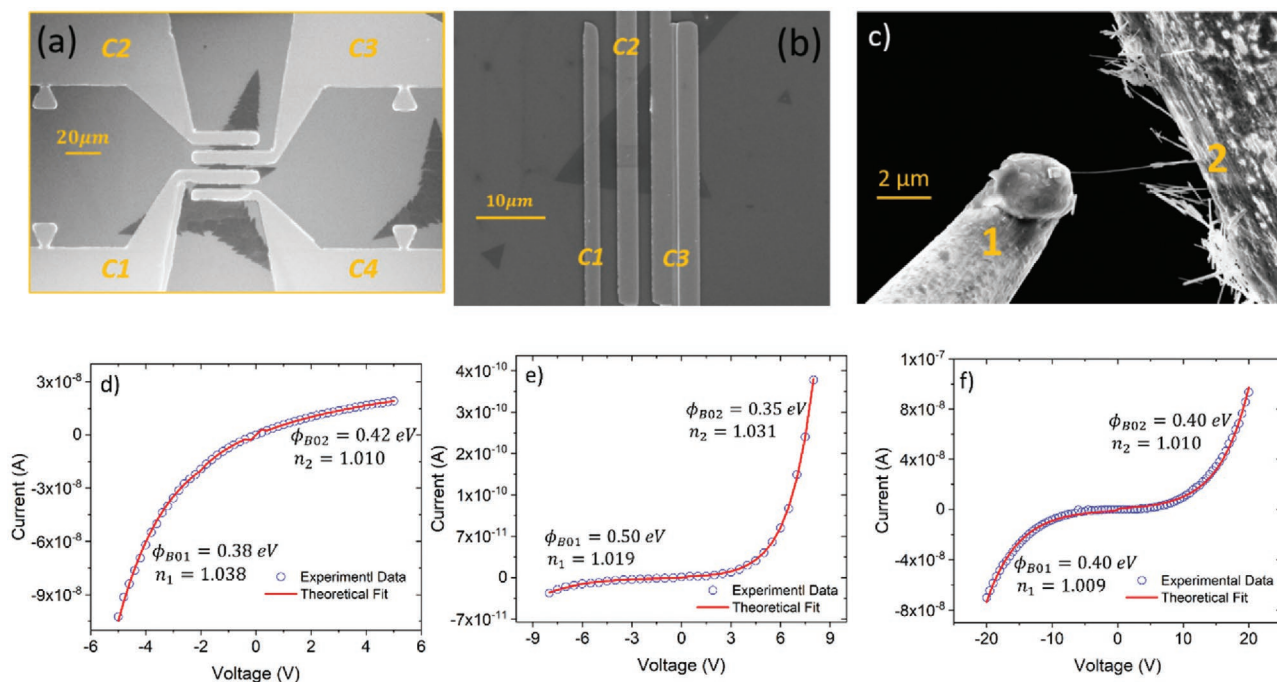 (a)
C2
C3
20μm
C1
C4
(b)
C2
10μm
C1
C3
c)
2
2 μm
1
d)
3x10⁻⁸
0
-3x10⁻⁸
-6x10⁻⁸
-9x10⁻⁸
Current (A)
ϕB02 = 0.42 eV
n2 = 1.010
ϕB01 = 0.38 eV
n1 = 1.038
Experimentl Data
Theoretical Fit
-6 -4 -2 0 2 4 6
Voltage (V)
e)
4x10⁻¹⁰
3x10⁻¹⁰
2x10⁻¹⁰
1x10⁻¹⁰
7x10⁻¹¹
0
-7x10⁻¹¹
Current (A)
ϕB02 = 0.35 eV
n2 = 1.031
ϕB01 = 0.50 eV
n1 = 1.019
Experimental Data
Theoretical Fit
-9 -6 -3 0 3 6 9
Voltage (V)
f)
1x10⁻⁷
8x10⁻⁸
4x10⁻⁸
0
-4x10⁻⁸
-8x10⁻⁸
Current (A)
ϕB02 = 0.40 eV
n2 = 1.010
ϕB01 = 0.40 eV
n1 = 1.009
Experimental Data
Theoretical Fit
-20 -10 0 10 20
Voltage (V)